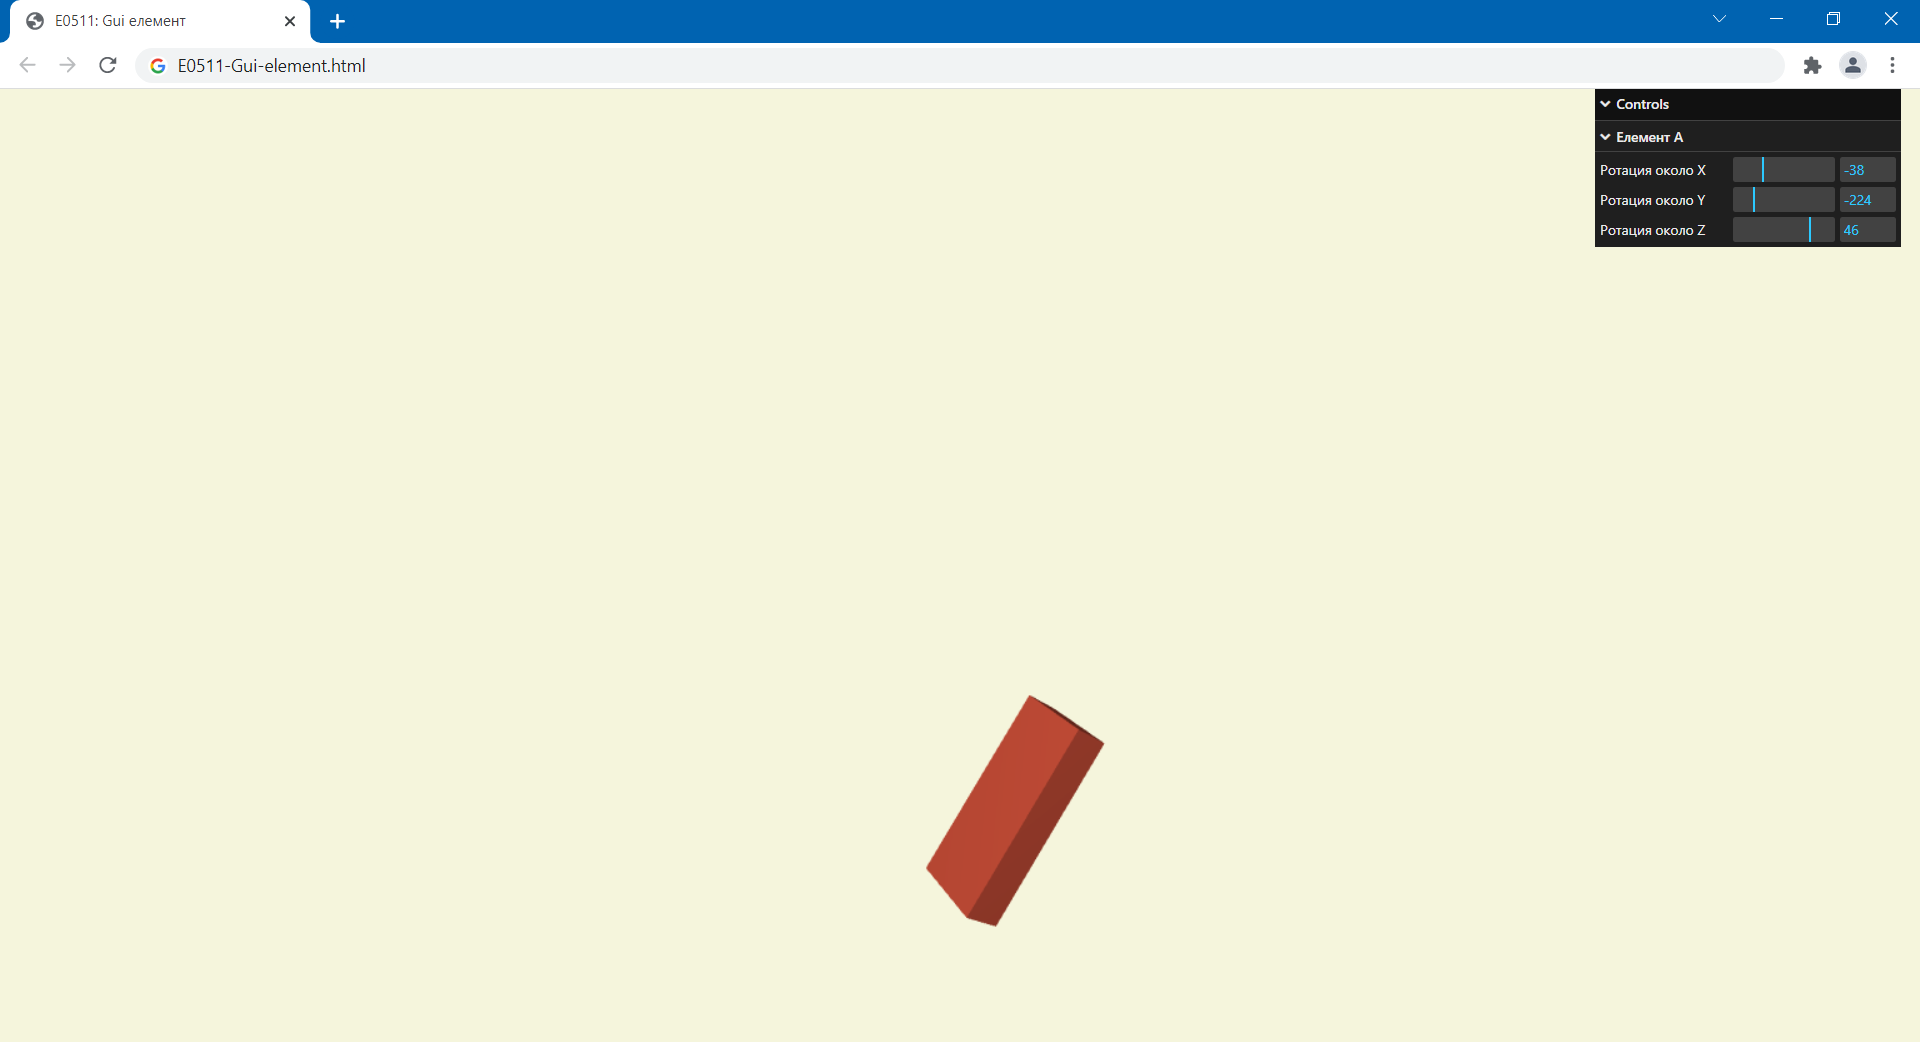 E0511: Gui елемент
E0511-Gui-element.html
Controls
Елемент A
Ротация около X -38
Ротация около Y -224
Ротация около Z 46